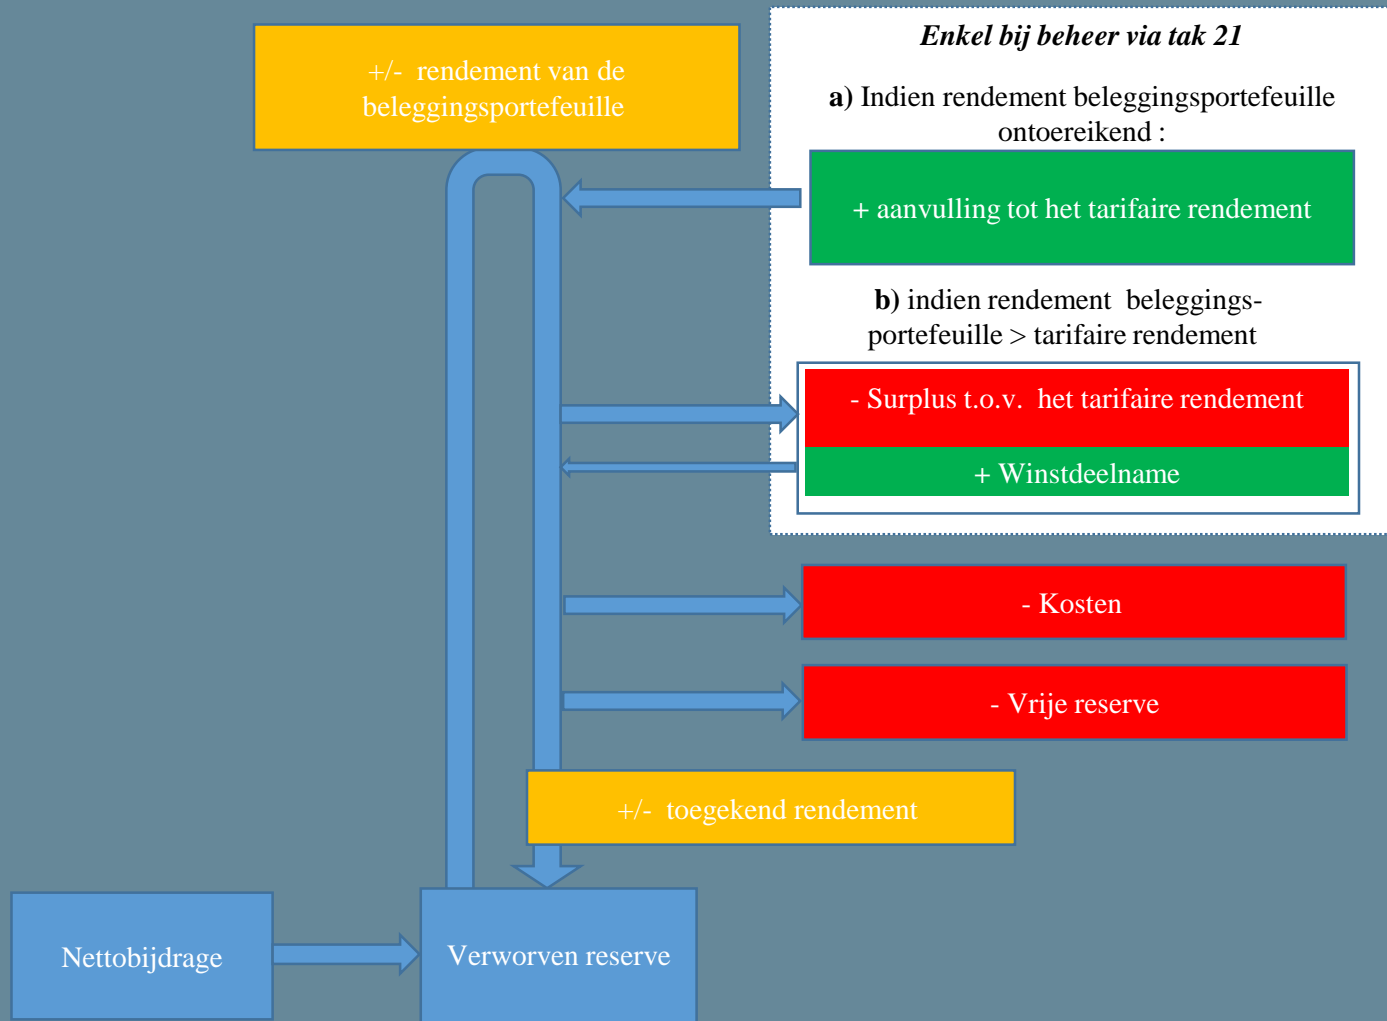 +/- rendement van de
beleggingsportefeuille
Enkel bij beheer via tak 21
a) Indien rendement beleggingsportefeuille
ontoereikend :
+ aanvulling tot het tarifaire rendement
b) indien rendement beleggings-
portefeuille > tarifaire rendement
- Surplus t.o.v. het tarifaire rendement
+ Winstdeelname
- Kosten
- Vrije reserve
+/- toegekend rendement
Nettobijdrage
Verworven reserve